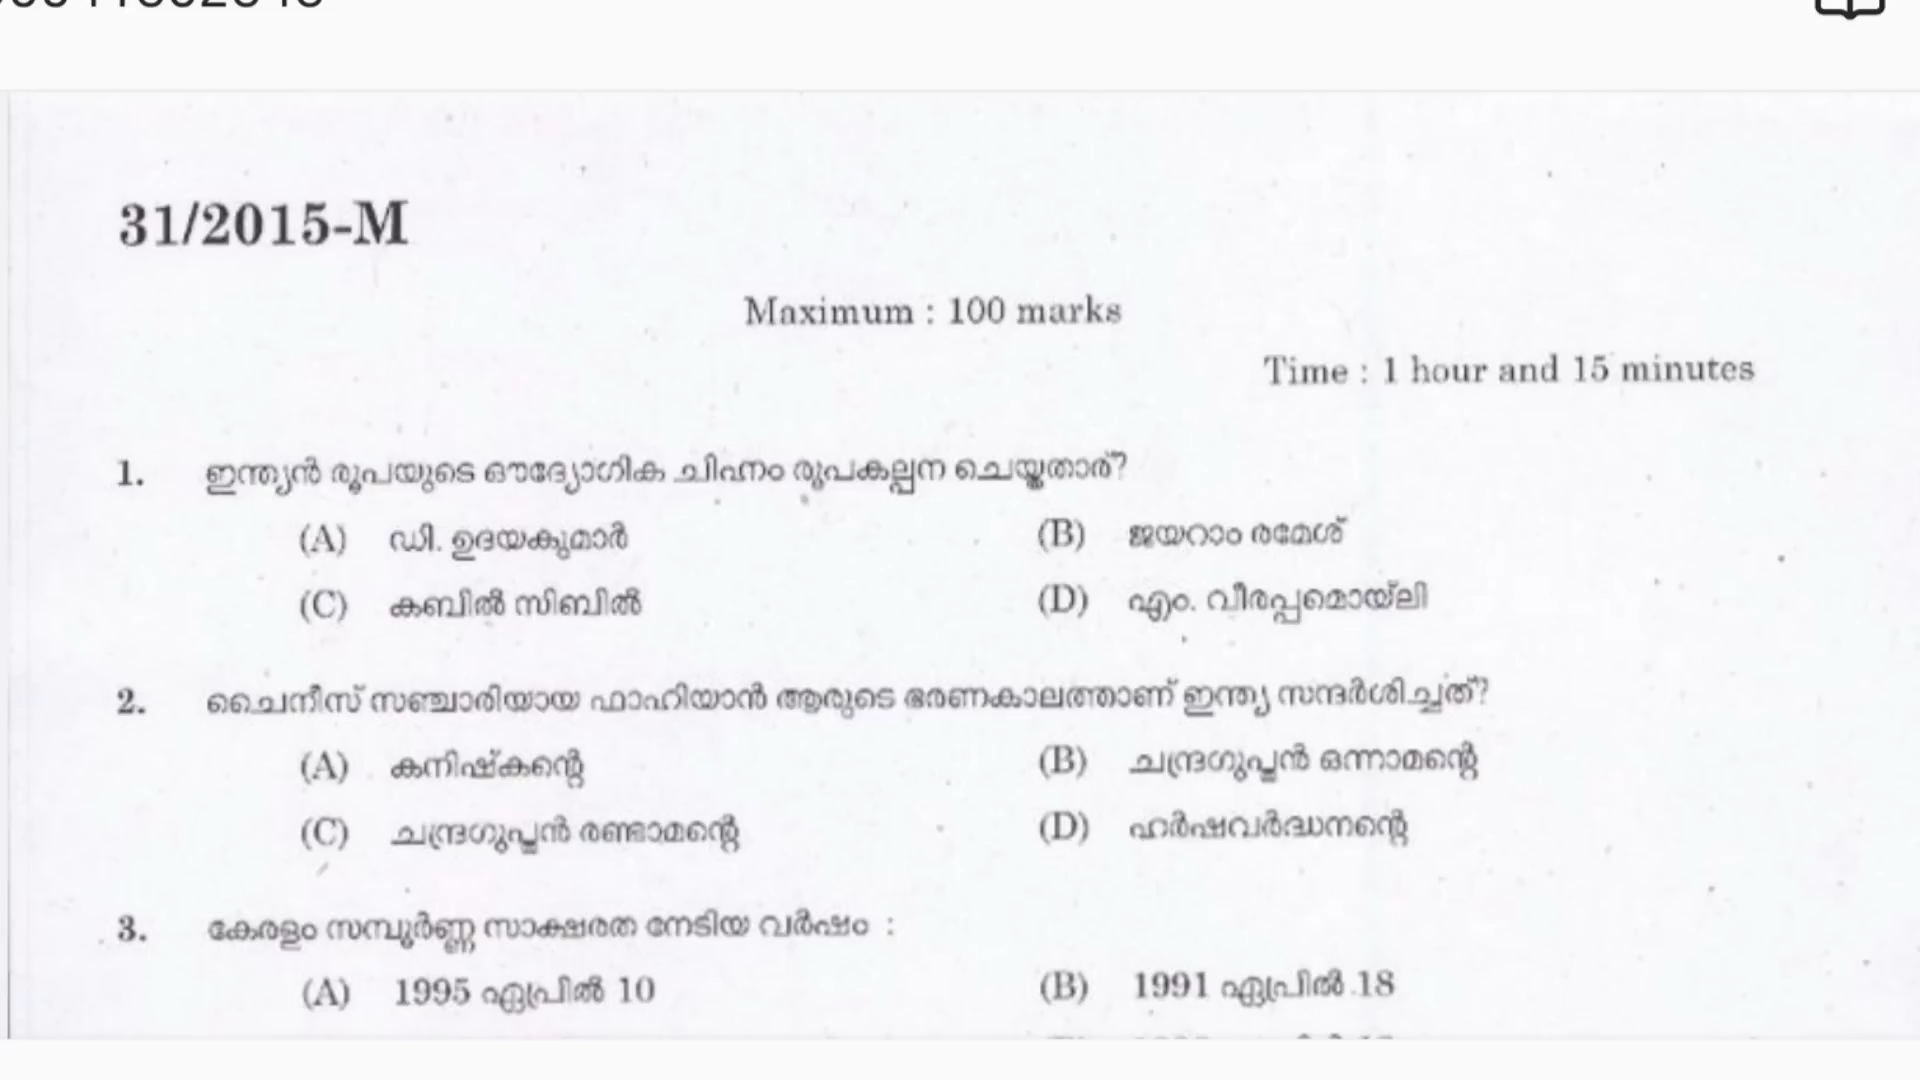 31/2015-M
Maximum : 100 marks
Time : 1 hour and 15 minutes
1. ഇന്ത്യൻ രൂപയുടെ ഔദ്യോഗിക ചിഹ്നം രൂപകല്പന ചെയ്തതാര്?
(A) ഡി. ഉദയകുമാർ (B) ജയറാം രമേശ്
(C) കബിൽ സിബിൽ (D) എം. വീരപ്പമൊയ്ലി
2. ചൈനീസ് സഞ്ചാരിയായ ഫാഹിയാൻ ആരുടെ ഭരണകാലത്താണ് ഇന്ത്യ സന്ദർശിച്ചത്?
(A) കനിഷ്കന്റെ (B) ചന്ദ്രഗുപ്തൻ ഒന്നാമന്റെ
(C) ചന്ദ്രഗുപ്തൻ രണ്ടാമന്റെ (D) ഹർഷവർദ്ധനന്റെ
3. കേരളം സമ്പൂർണ്ണ സാക്ഷരത നേടിയ വർഷം :
(A) 1995 ഏപ്രിൽ 10 (B) 1991 ഏപ്രിൽ 18